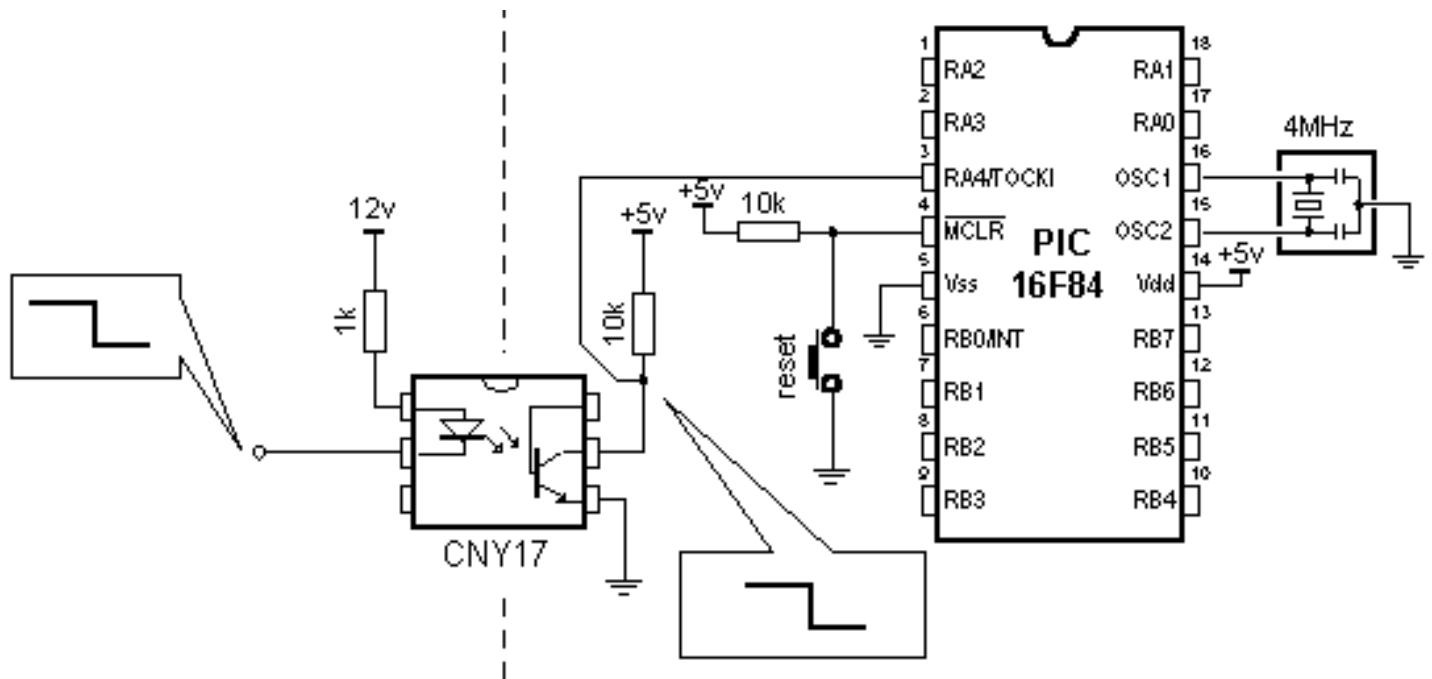 12v
1k
CNY17
+5v
10k
+5v
10k
reset
1
RA2
2
RA3
3
RA4/TOCKI
4
MCLR
5
Vss
6
RB0/INT
7
RB1
8
RB2
9
RB3
PIC
16F84
18
RA1
17
RA0
16
OSC1
15
OSC2
14
Vdd
13
RB7
12
RB6
11
RB5
10
RB4
4MHz
+5v